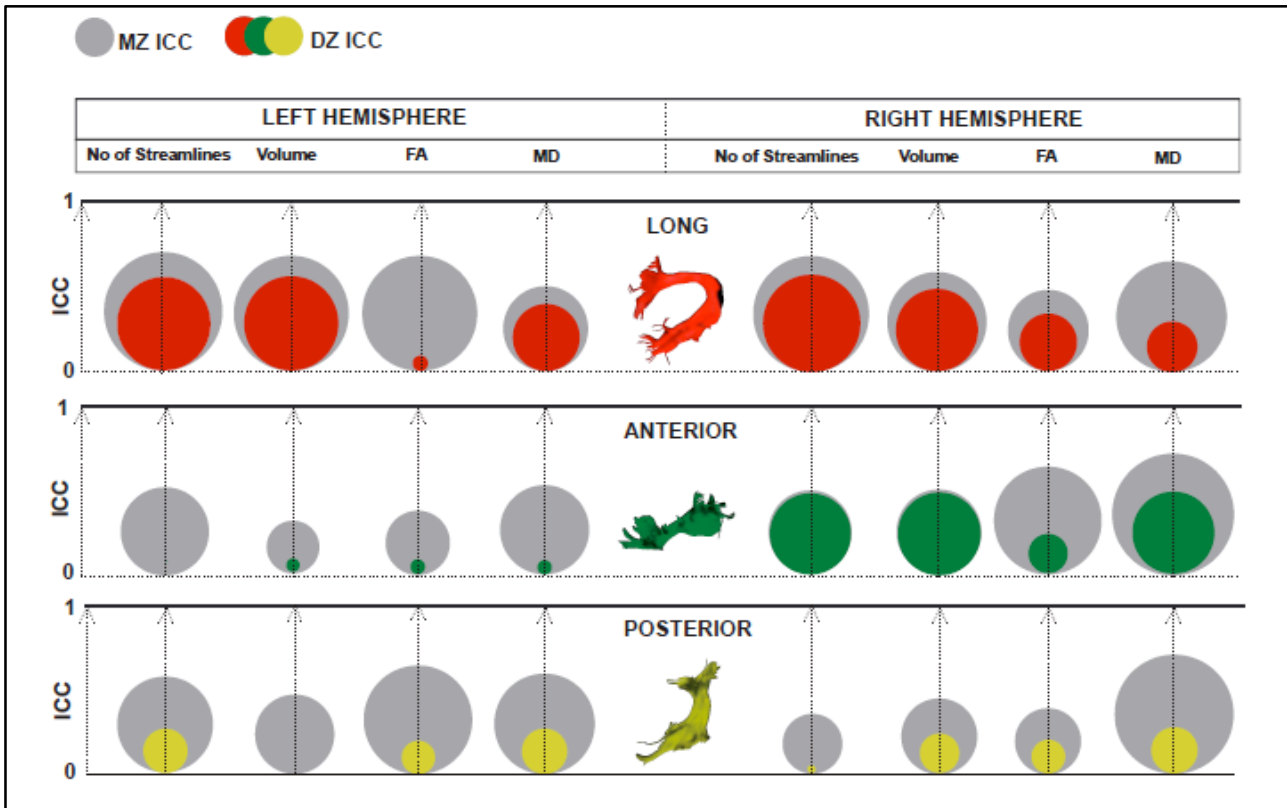 MZ ICC DZ ICC
LEFT HEMISPHERE RIGHT HEMISPHERE
No of Streamlines Volume FA MD No of Streamlines Volume FA MD
1
LONG
ICC
0
1
ANTERIOR
ICC
0
1
POSTERIOR
ICC
0